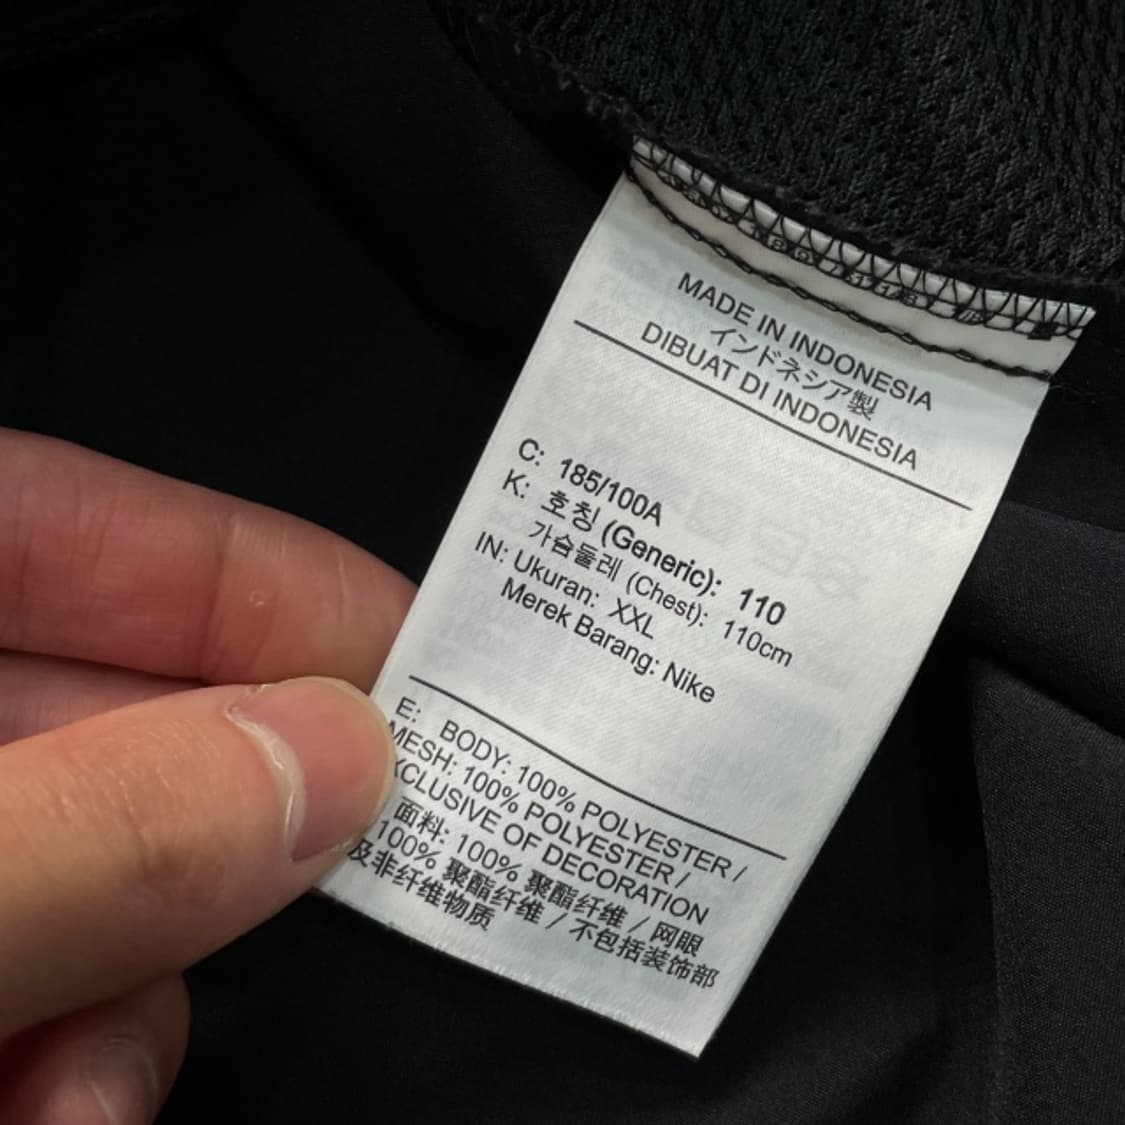 MADE IN INDONESIA
インドネシア製
DIBUAT DI INDONESIA
C: 185/100A
K: 호칭 (Generic): 110
가슴둘레 (Chest): 110cm
IN: Ukuran: XXL
Merek Barang: Nike
E: BODY: 100% POLYESTER /
MESH: 100% POLYESTER /
XCLUSIVE OF DECORATION
面料: 100% 聚酯纤维 / 网眼
100% 聚酯纤维 / 不包括装饰部
及非纤维物质